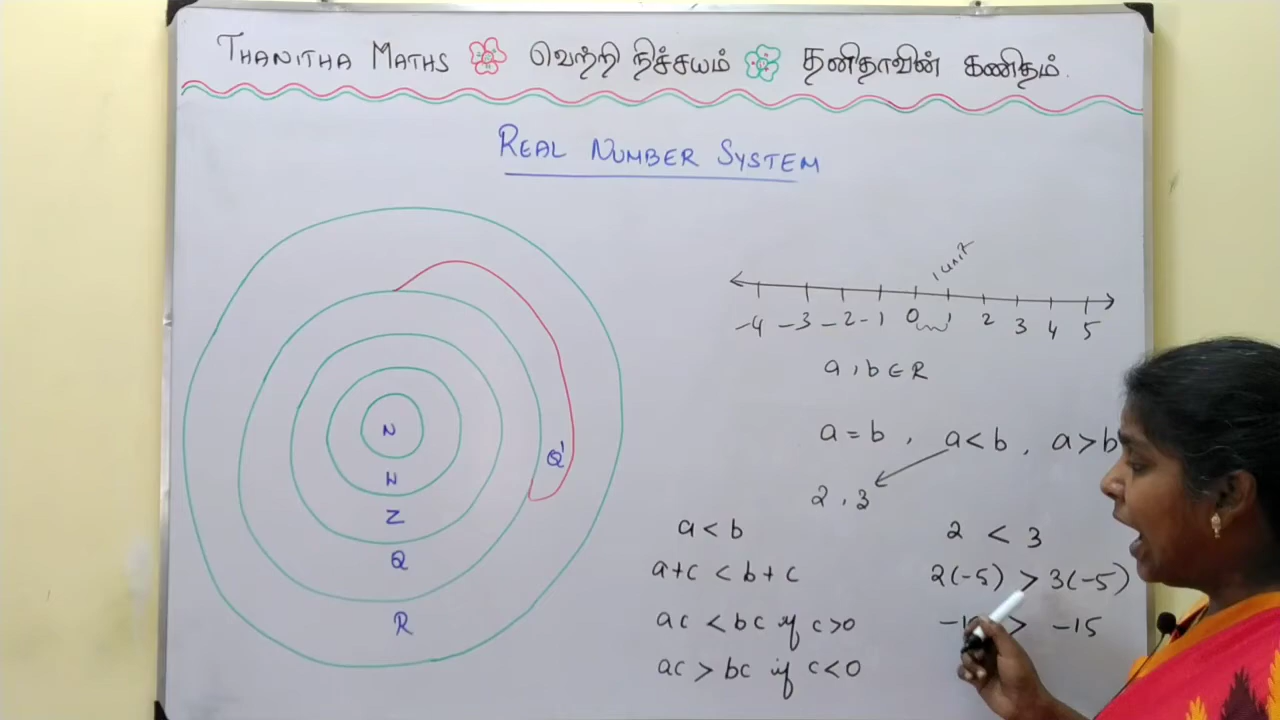 THANITHA MATHS வெற்றி நிச்சயம் தனிதாவின் கணிதம்
REAL NUMBER SYSTEM
N
W
Z
Q
R
Q'
1 unit
-4 -3 -2 -1 0 1 2 3 4 5
a, b ∈ R
a = b, a < b, a > b
2, 3
a < b
a+c < b+c
ac < bc if c>0
ac > bc if c<0
2 < 3
2(-5) > 3(-5)
> -15